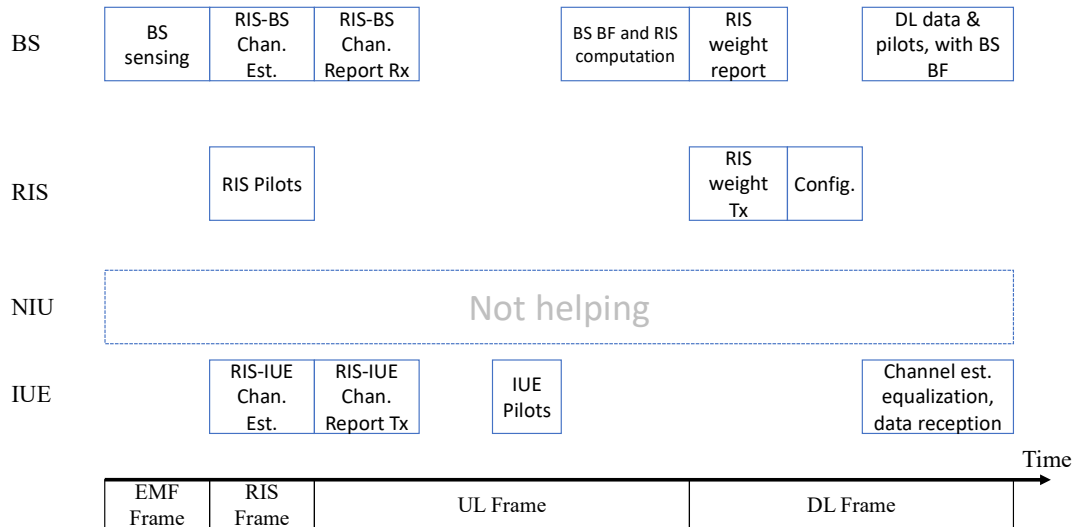 BS
BS
sensing
RIS-BS
Chan.
Est.
RIS-BS
Chan.
Report Rx
BS BF and RIS
computation
RIS
weight
report
DL data &
pilots, with BS
BF
RIS
RIS Pilots
RIS
weight
Tx
Config.
NIU
Not helping
IUE
RIS-IUE
Chan.
Est.
RIS-IUE
Chan.
Report Tx
IUE
Pilots
Channel est.
equalization,
data reception
Time
EMF
Frame
RIS
Frame
UL Frame
DL Frame